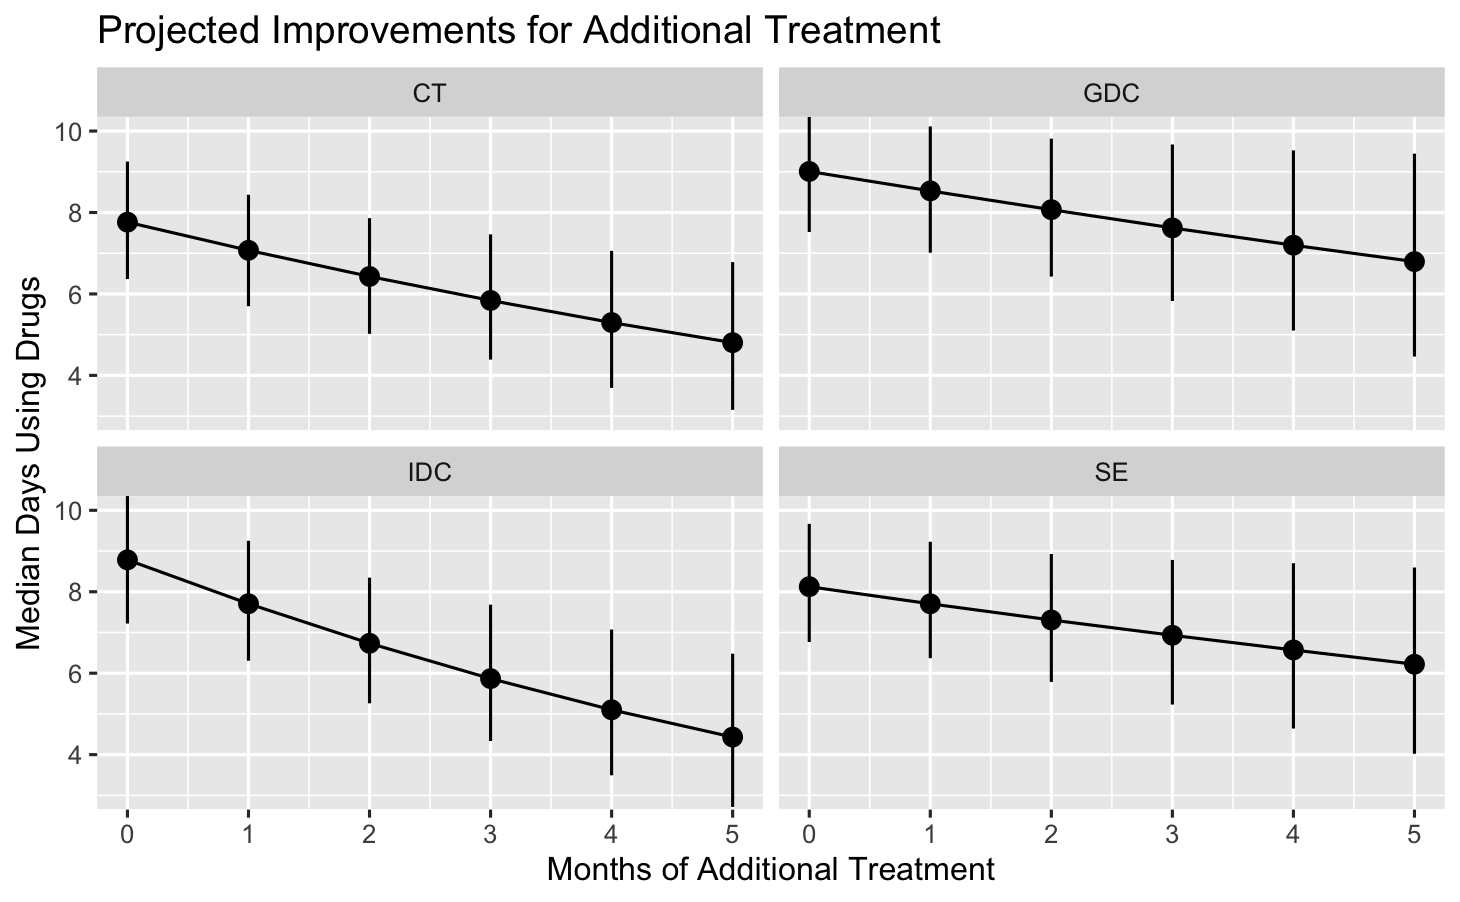 Projected Improvements for Additional Treatment
CT
GDC
10
8
6
4
IDC
SE
10
8
6
4
0 1 2 3 4 5
0 1 2 3 4 5
Median Days Using Drugs
Months of Additional Treatment